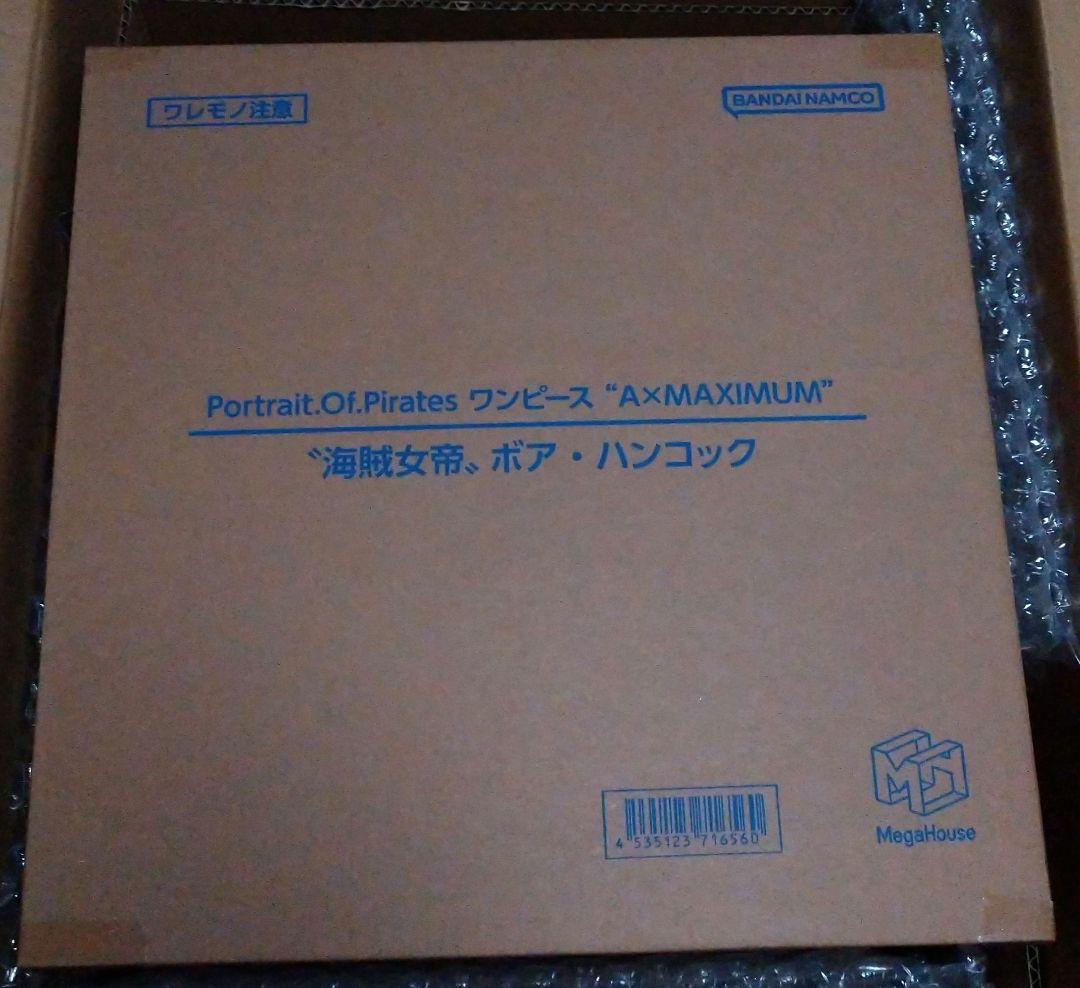 ワレモノ注意
BANDAI NAMCO
Portrait.Of.Pirates ワンピース “A×MAXIMUM”
〝海賊女帝〟ボア・ハンコック
4 535123 716560
MH
MegaHouse